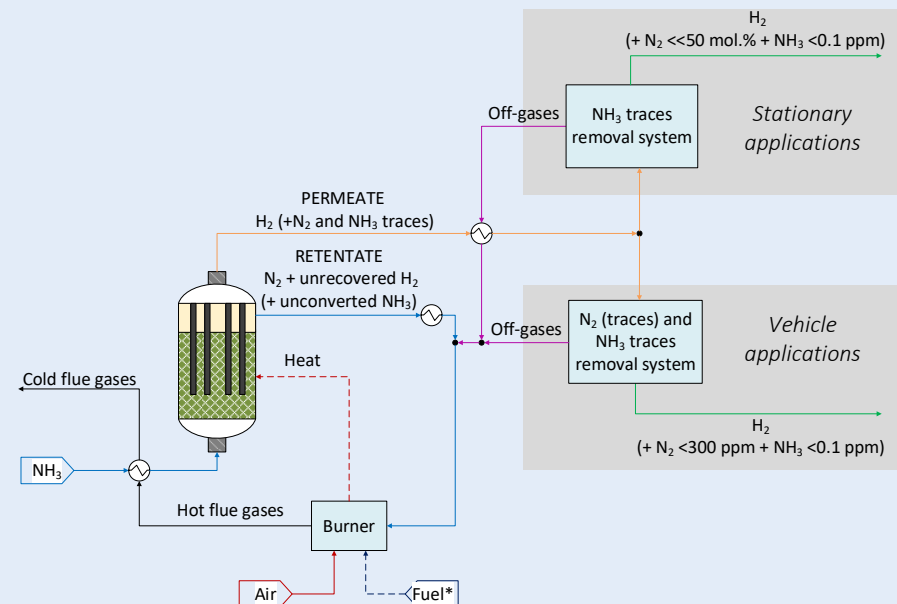 H₂
(+ N₂ <<50 mol.% + NH₃ <0.1 ppm)
Off-gases
NH₃ traces
removal system
Stationary
applications
PERMEATE
H₂ (+N₂ and NH₃ traces)
RETENTATE
N₂ + unrecovered H₂
(+ unconverted NH₃)
Off-gases
N₂ (traces) and
NH₃ traces
removal system
Vehicle
applications
Heat
Cold flue gases
H₂
(+ N₂ <300 ppm + NH₃ <0.1 ppm)
NH₃
Hot flue gases
Burner
Air
Fuel*